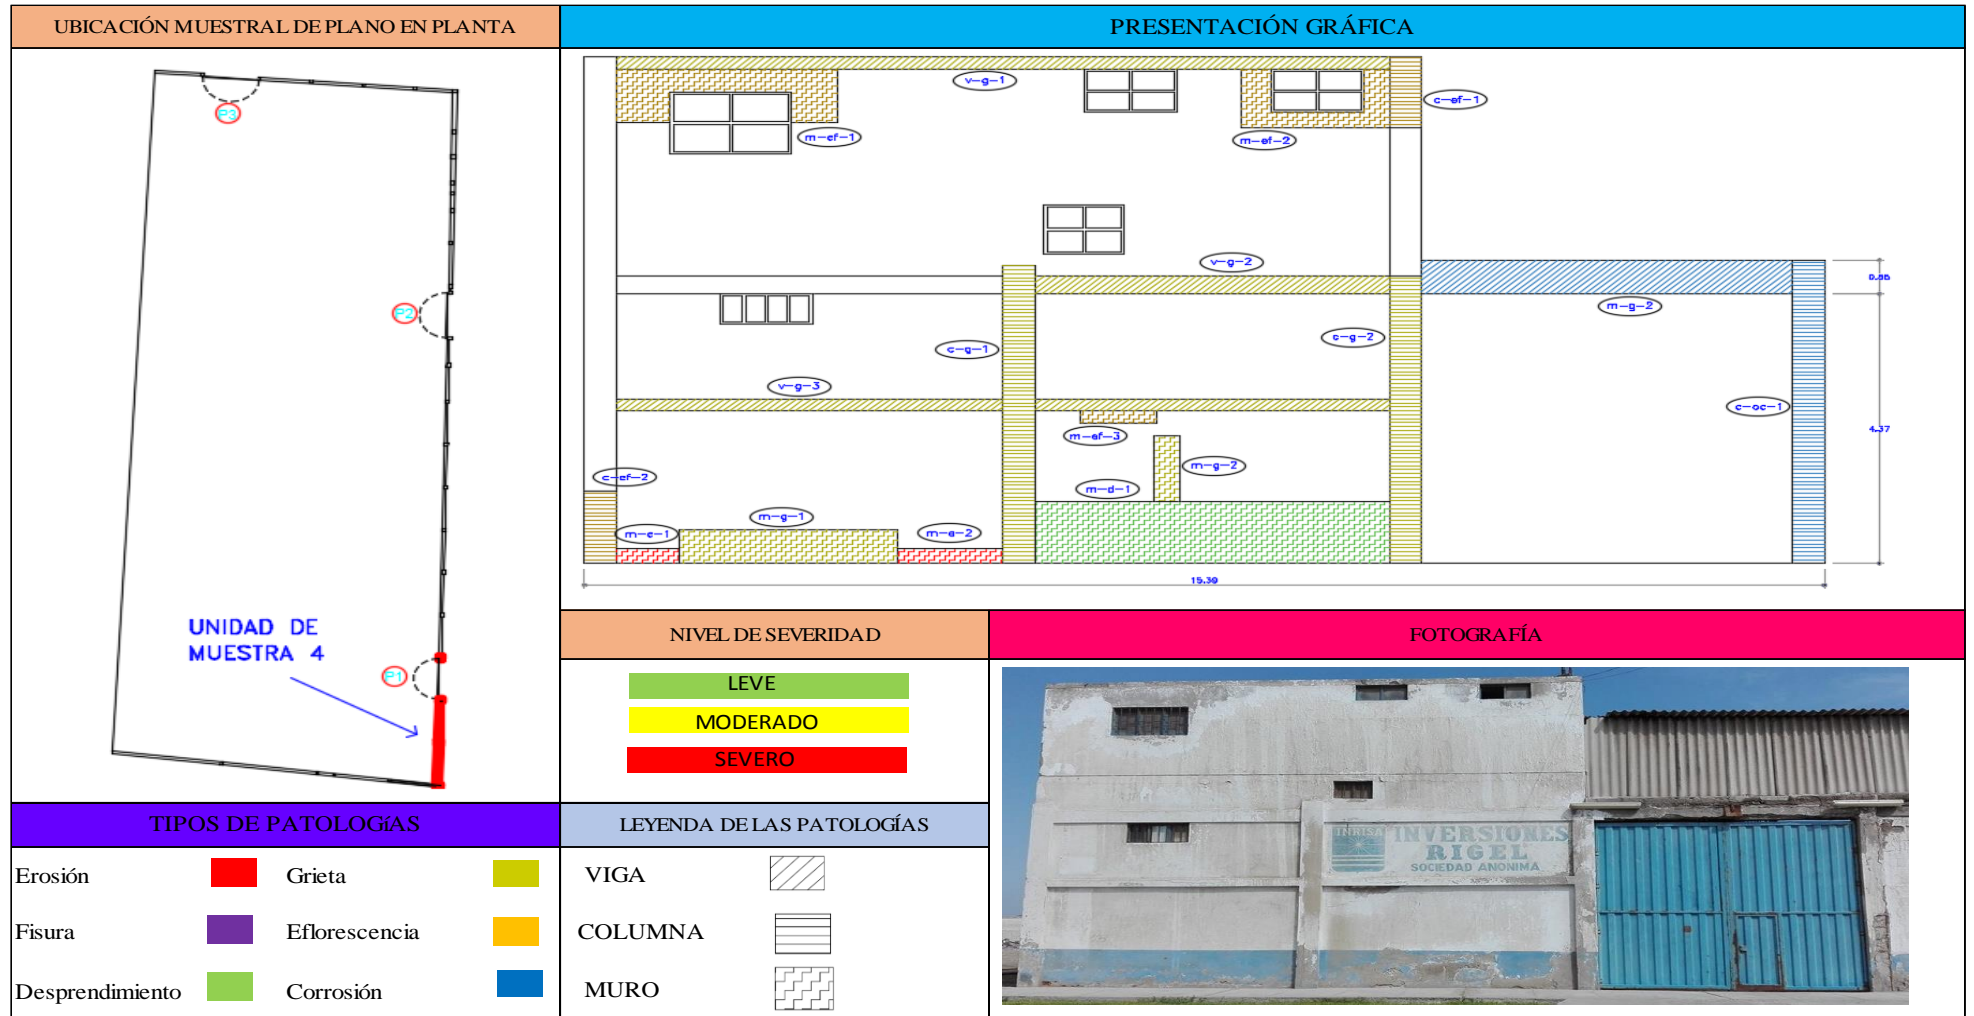 UBICACIÓN MUESTRAL DE PLANO EN PLANTA
P3
P2
UNIDAD DE
MUESTRA 4
P1
PRESENTACIÓN GRÁFICA
v-g-1
c-ef-1
m-ef-1
m-ef-2
v-g-2
m-g-2
c-g-1
c-g-2
v-g-3
c-oc-1
4.37
m-ef-3
m-g-2
c-ef-2
m-d-1
m-g-1
m-e-1
m-e-2
15.39
NIVEL DE SEVERIDAD
LEVE
MODERADO
SEVERO
FOTOGRAFÍA
INRISA
INVERSIONES
RIGEL
SOCIEDAD ANONIMA
TIPOS DE PATOLOGíAS
Erosión
Grieta
Fisura
Eflorescencia
Desprendimiento
Corrosión
LEYENDA DE LAS PATOLOGÍAS
VIGA
COLUMNA
MURO